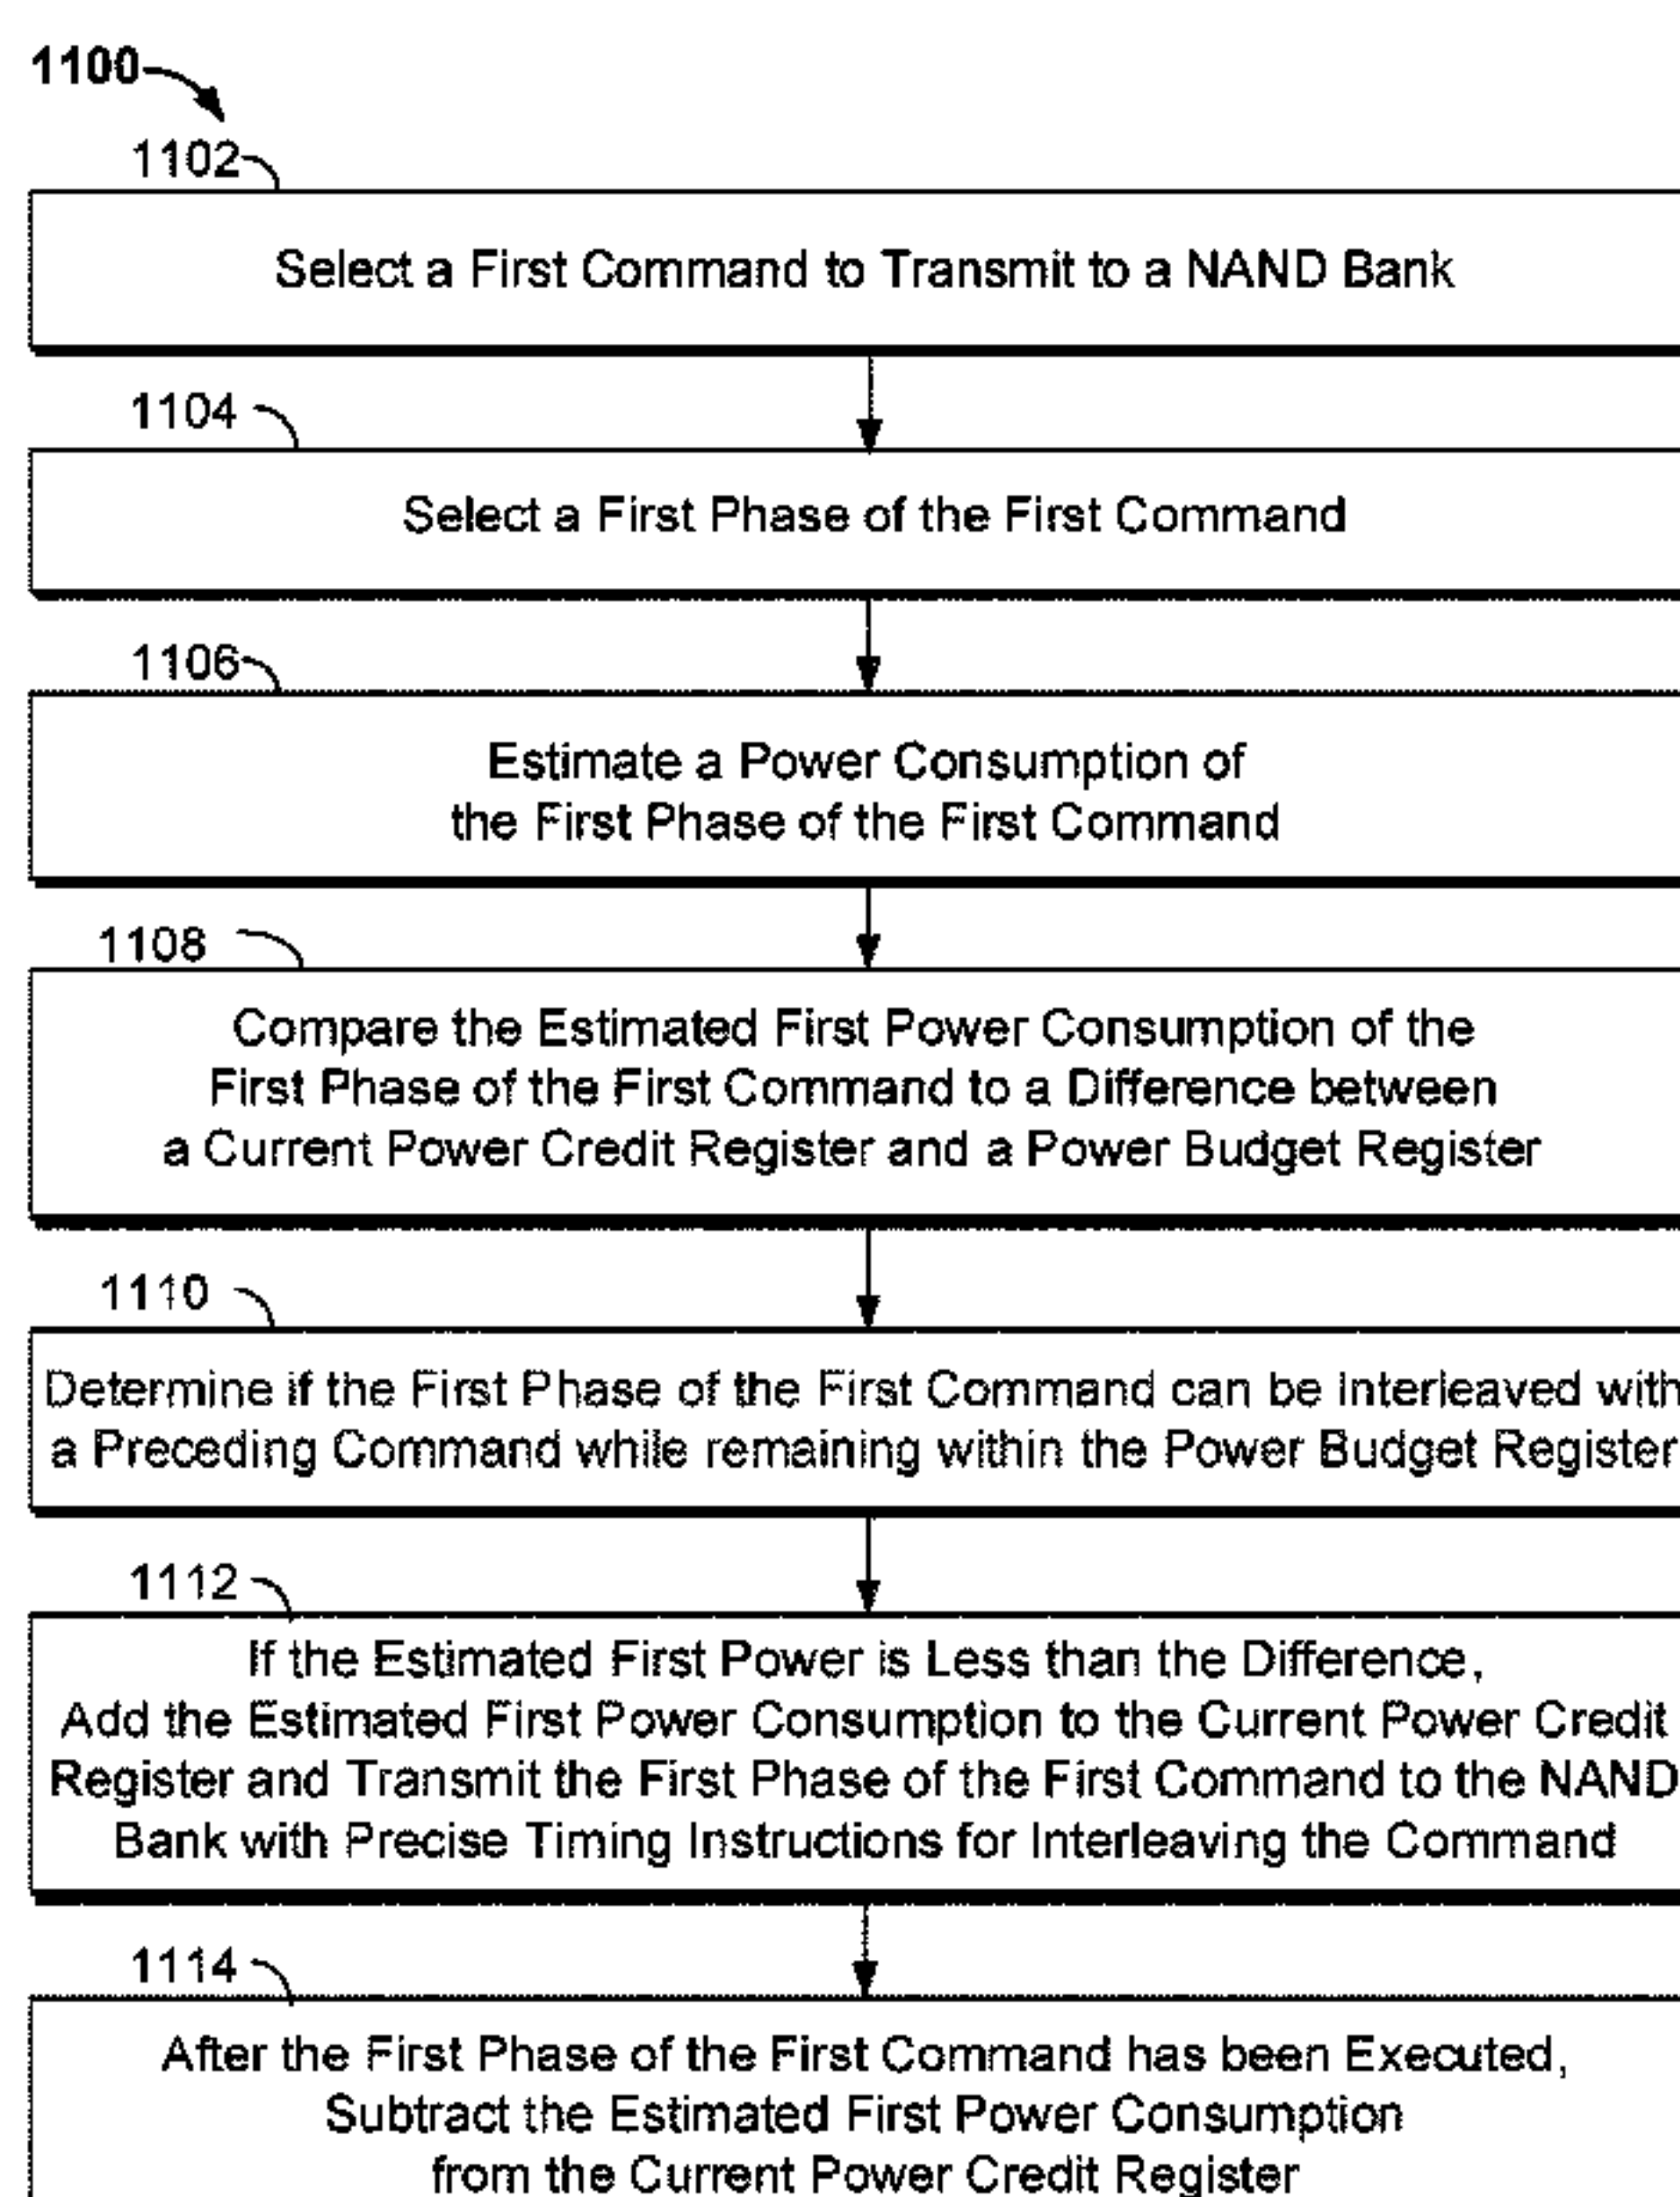 1100
1102
Select a First Command to Transmit to a NAND Bank
1104
Select a First Phase of the First Command
1106
Estimate a Power Consumption of
the First Phase of the First Command
1108
Compare the Estimated First Power Consumption of the
First Phase of the First Command to a Difference between
a Current Power Credit Register and a Power Budget Register
1110
Determine if the First Phase of the First Command can be Interleaved with
a Preceding Command while remaining within the Power Budget Register
1112
If the Estimated First Power is Less than the Difference,
Add the Estimated First Power Consumption to the Current Power Credit
Register and Transmit the First Phase of the First Command to the NAND
Bank with Precise Timing Instructions for Interleaving the Command
1114
After the First Phase of the First Command has been Executed,
Subtract the Estimated First Power Consumption
from the Current Power Credit Register